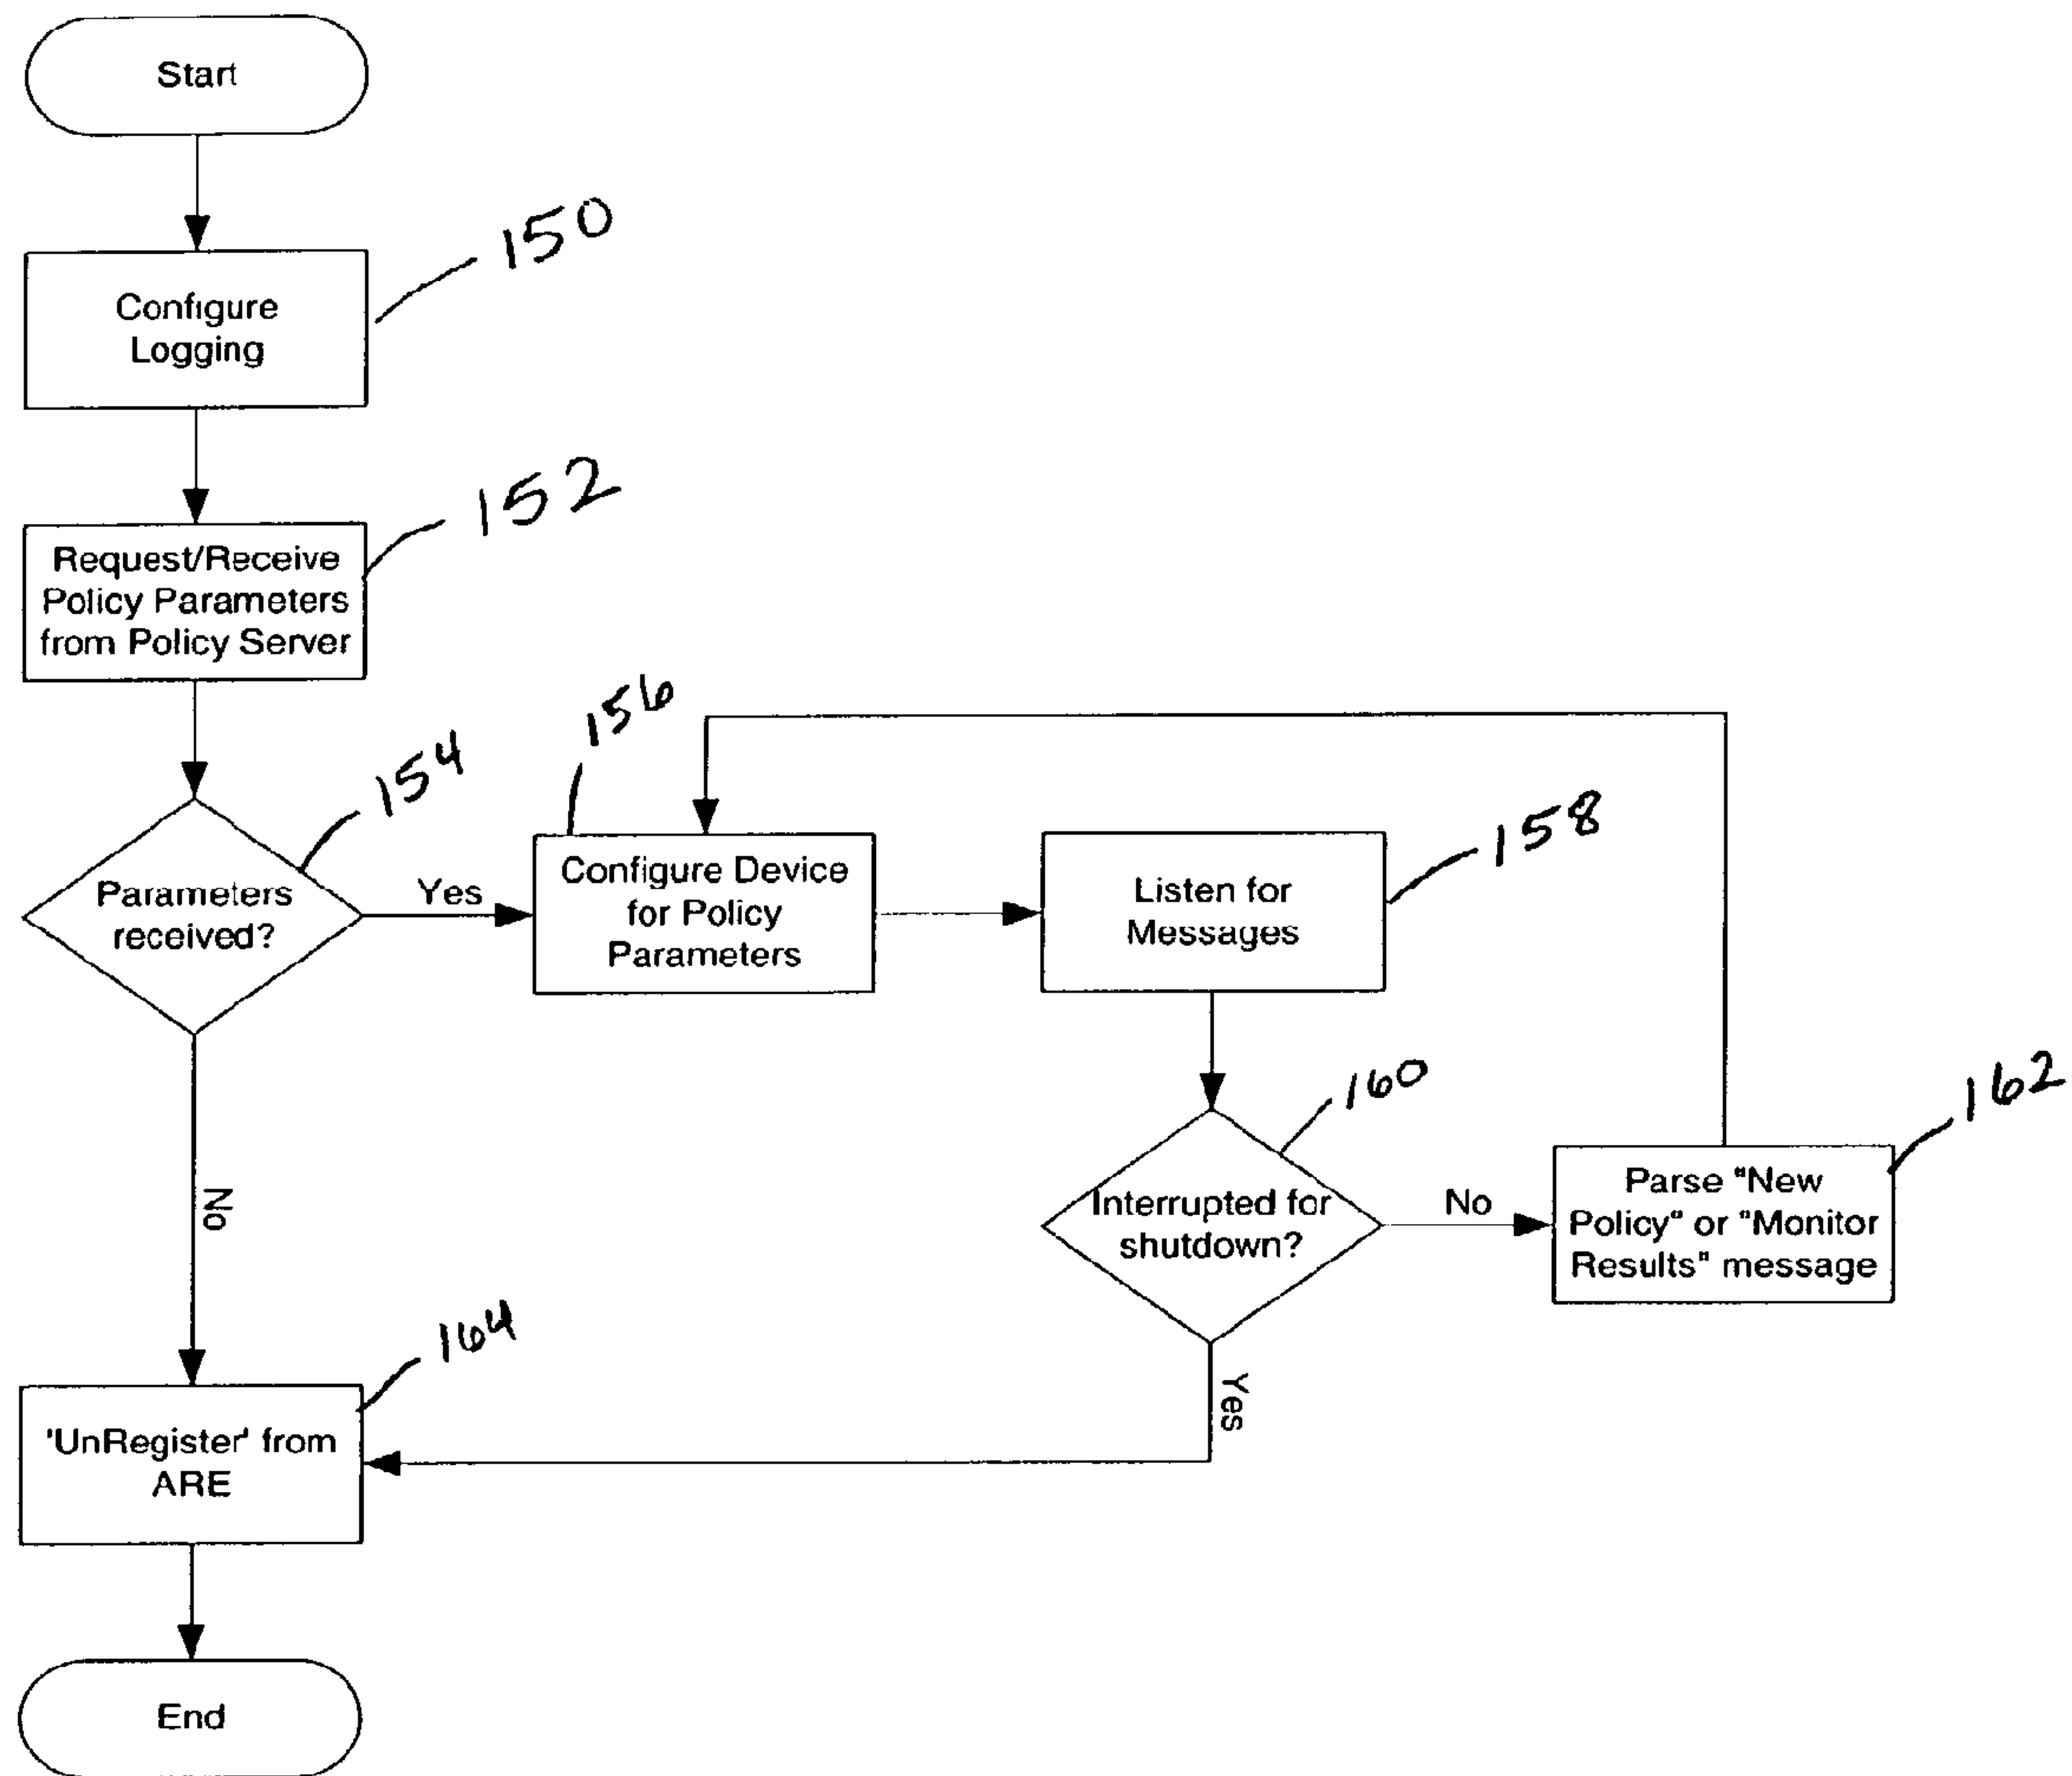 Start
150
Configure
Logging
152
Request/Receive
Policy Parameters
from Policy Server
154
Parameters
received?
Yes
No
156
Configure Device
for Policy
Parameters
158
Listen for
Messages
160
Interrupted for
shutdown?
No
Yes
162
Parse "New
Policy" or "Monitor
Results" message
164
'UnRegister' from
ARE
End